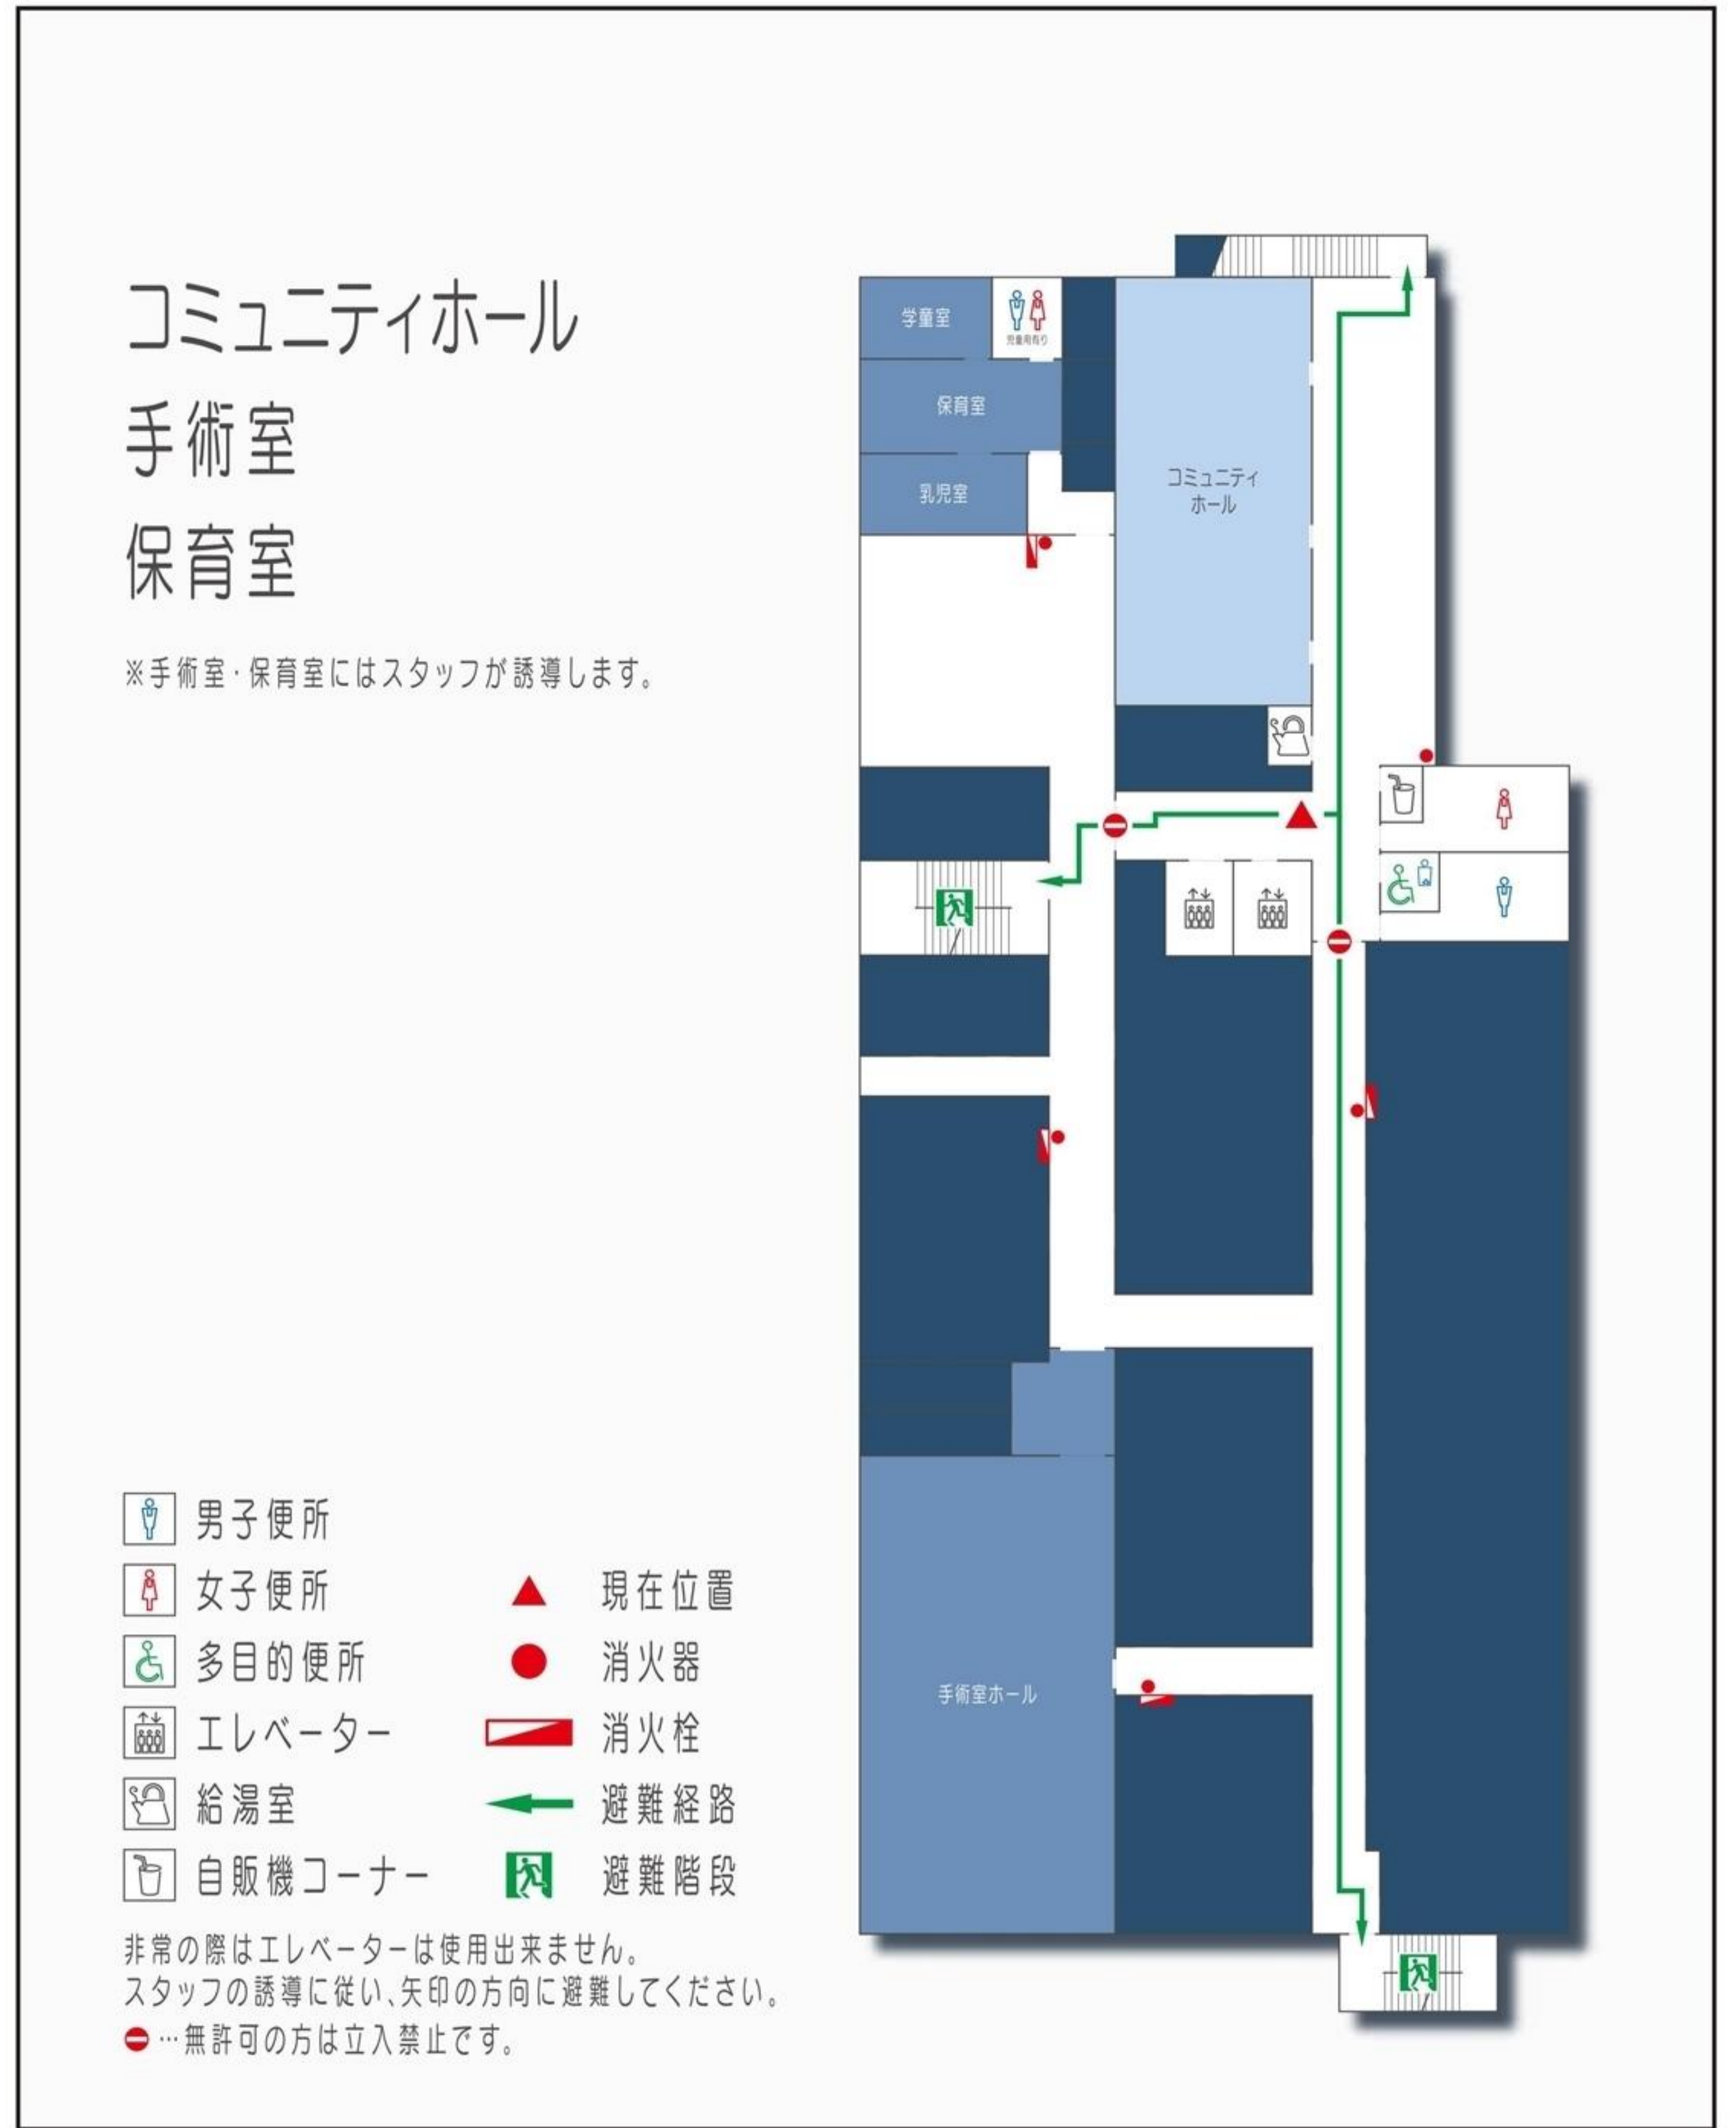 コミュニティホール
手術室
保育室
※手術室・保育室にはスタッフが誘導します。
学童室
児童用有り
保育室
乳児室
コミュニティ
ホール
手術室ホール
男子便所
女子便所
多目的便所
エレベーター
給湯室
自販機コーナー
現在位置
消火器
消火栓
避難経路
避難階段
非常の際はエレベーターは使用出来ません。
スタッフの誘導に従い、矢印の方向に避難してください。
…無許可の方は立入禁止です。